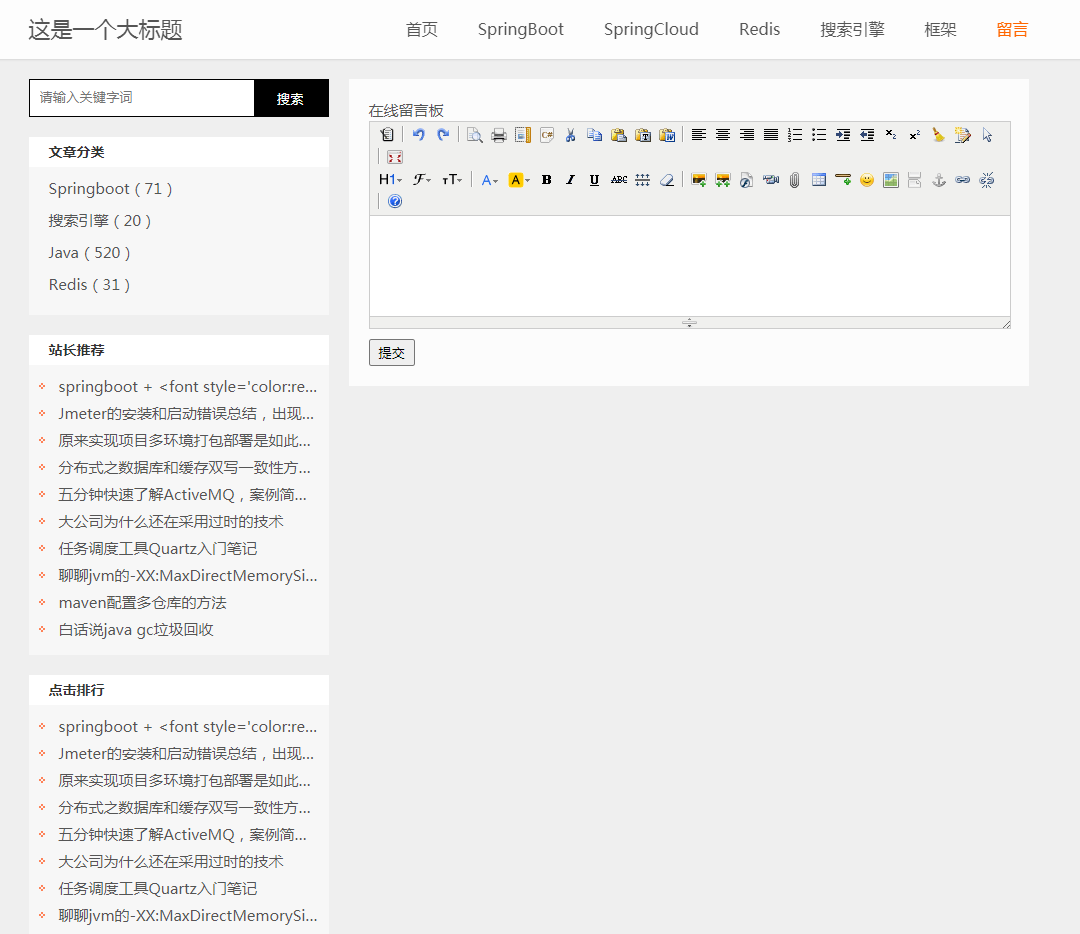 这是一个大标题
首页 SpringBoot SpringCloud Redis 搜索引擎 框架 留言
请输入关键字词 搜索
文章分类
Springboot ( 71 )
搜索引擎 ( 20 )
Java ( 520 )
Redis ( 31 )
站长推荐
springboot + <font style='color:re...
Jmeter的安装和启动错误总结，出现...
原来实现项目多环境打包部署是如此...
分布式之数据库和缓存双写一致性方...
五分钟快速了解ActiveMQ，案例简...
大公司为什么还在采用过时的技术
任务调度工具Quartz入门笔记
聊聊jvm的-XX:MaxDirectMemorySi...
maven配置多仓库的方法
白话说java gc垃圾回收
点击排行
springboot + <font style='color:re...
Jmeter的安装和启动错误总结，出现...
原来实现项目多环境打包部署是如此...
分布式之数据库和缓存双写一致性方...
五分钟快速了解ActiveMQ，案例简...
大公司为什么还在采用过时的技术
任务调度工具Quartz入门笔记
聊聊jvm的-XX:MaxDirectMemorySi...
在线留言板
C# x₂ x²
H1 F TT A A B I U ABC
提交